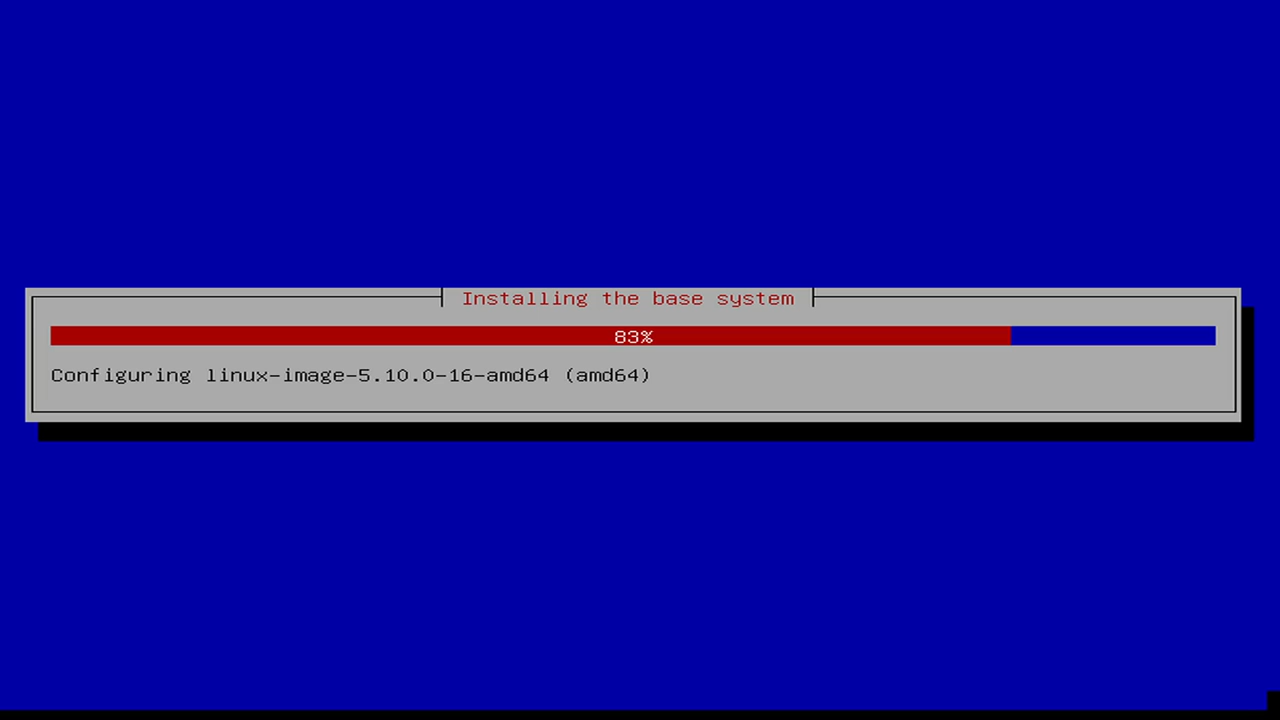 Installing the base system
83%
Configuring linux-image-5.10.0-16-amd64 (amd64)